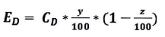 E_D = C_D * y/100 * (1 - z/100)